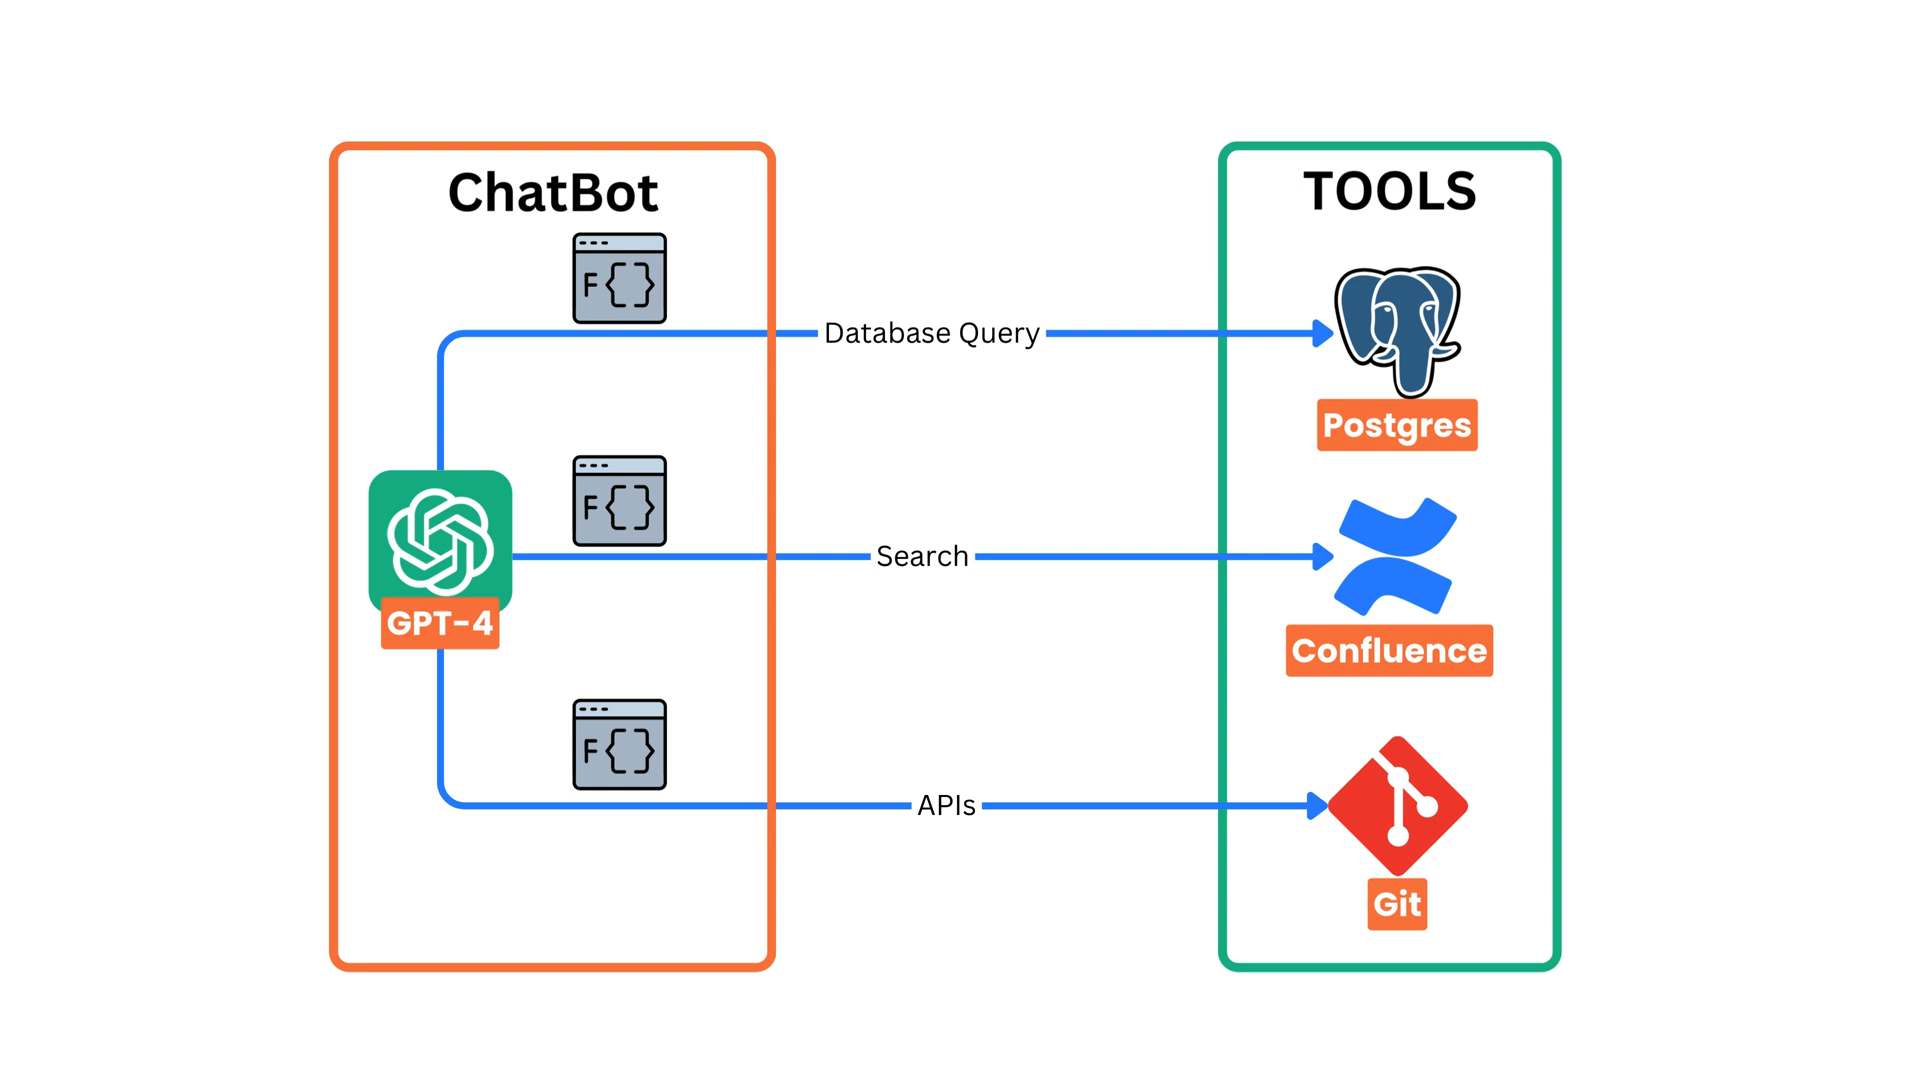 ChatBot
TOOLS
F{}
Database Query
Postgres
F{}
Search
GPT-4
Confluence
F{}
APIs
Git